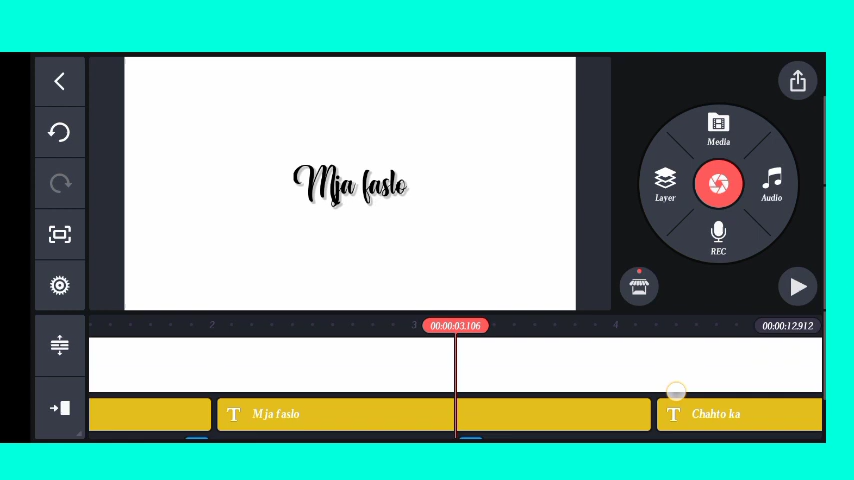 Media
Layer
Audio
REC
Mja faslo
2
3
00:00:03.106
4
00:00:12.912
T Mja faslo
T Chahto ka